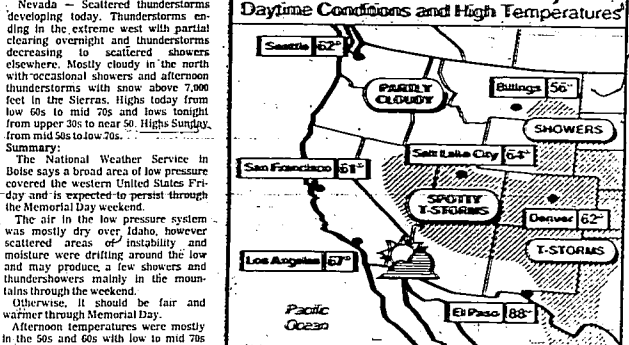 Nevada — Scattered thunderstorms
developing today. Thunderstorms en-
ding in the extreme west with partial
clearing overnight and thunderstorms
decreasing to scattered showers
elsewhere. Mostly cloudy in the north
with occasional showers and afternoon
thunderstorms with snow above 7,000
feet in the Sierras. Highs today from
low 60s to mid 70s and lows tonight
from upper 30s to near 50. Highs Sunday
from mid 50s to low 70s.
Summary:
The National Weather Service in
Boise says a broad area of low pressure
covered the western United States Fri-
day and is expected to persist through
the Memorial Day weekend.
The air in the low pressure system
was mostly dry over Idaho, however
scattered areas of instability and
moisture were drifting around the low
and may produce a few showers and
thundershowers mainly in the moun-
tains through the weekend.
Otherwise, it should be fair and
warmer through Memorial Day.
Afternoon temperatures were mostly
in the 50s and 60s with low to mid 70s
Daytime Conditions and High Temperatures
Seattle 62°
PARTLY
CLOUDY
Billings 56°
SHOWERS
Salt Lake City 64°
San Francisco 61°
SPOTTY
T-STORMS
Denver 62°
T-STORMS
Los Angeles 67°
El Paso 88°
Pacific
Ocean